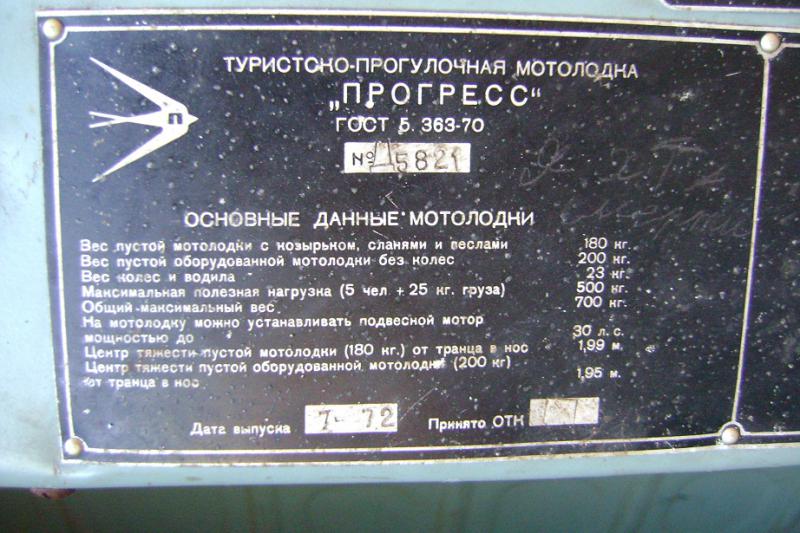 п
ТУРИСТСКО-ПРОГУЛОЧНАЯ МОТОЛОДКА
„ПРОГРЕСС“
ГОСТ 5. 363-70
№ Д5821
ОСНОВНЫЕ ДАННЫЕ МОТОЛОДКИ
Вес пустой мотолодки с козырьком, сланями и веслами 180 кг.
Вес пустой оборудованной мотолодки без колес 200 кг.
Вес колес и водила 23 кг.
Максимальная полезная нагрузка (5 чел + 25 кг. груза) 500 кг.
Общий максимальный вес 700 кг.
На мотолодку можно устанавливать подвесной мотор
мощностью до 30 л. с.
Центр тяжести пустой мотолодки (180 кг.) от транца в нос 1,99 м.
Центр тяжести пустой оборудованной мотолодки (200 кг)
от транца в нос 1,95 м.
Дата выпуска 7-72 Принято ОТК